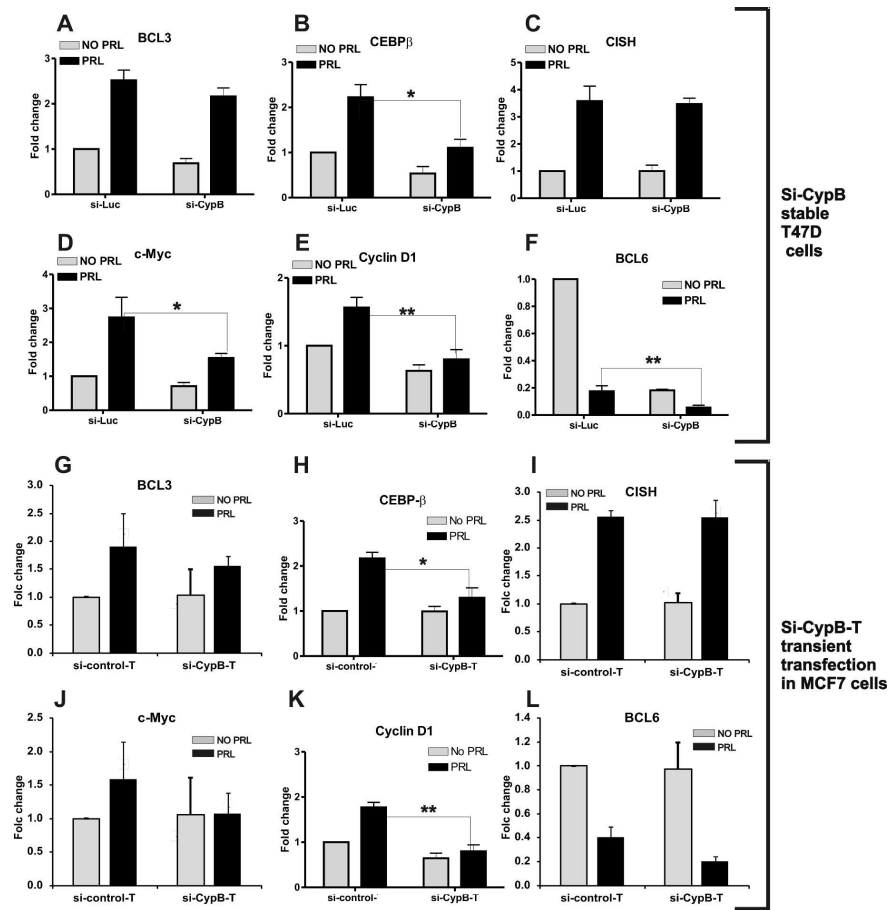 A
BCL3
NO PRL
PRL
Fold change
3
2
1
0
si-Luc
si-CypB
B
CEBPβ
NO PRL
PRL
Fold change
3
2
1
0
*
si-Luc
si-CypB
C
CISH
NO PRL
PRL
Fold change
5
4
3
2
1
0
si-Luc
si-CypB
Si-CypB
stable
T47D
cells
D
c-Myc
NO PRL
PRL
Fold change
4
3
2
1
0
*
si-Luc
si-CypB
E
Cyclin D1
NO PRL
PRL
Fold change
2
1
0
**
si-Luc
si-CypB
F
BCL6
NO PRL
PRL
Fold change
1.0
0.8
0.6
0.4
0.2
0.0
**
si-Luc
si-CypB
G
BCL3
NO PRL
PRL
Folc change
3.0
2.5
2.0
1.5
1.0
0.5
0.0
si-control-T
si-CypB-T
H
CEBP-β
No PRL
PRL
Fold change
3
2
1
0
*
si-control-
si-CypB-T
I
CISH
NO PRL
PRL
Folc change
3.0
2.5
2.0
1.5
1.0
0.5
0.0
si-control-T
si-CypB-T
Si-CypB-T
transient
transfection
in MCF7 cells
J
c-Myc
NO PRL
PRL
Folc change
2.5
2.0
1.5
1.0
0.5
0.0
si-control-T
si-CypB-T
K
Cyclin D1
No PRL
PRL
Fold change
3
2
1
0
**
si-control-
si-CypB-T
L
BCL6
NO PRL
PRL
Folc change
1.4
1.2
1.0
0.8
0.6
0.4
0.2
0.0
si-control-T
si-CypB-T